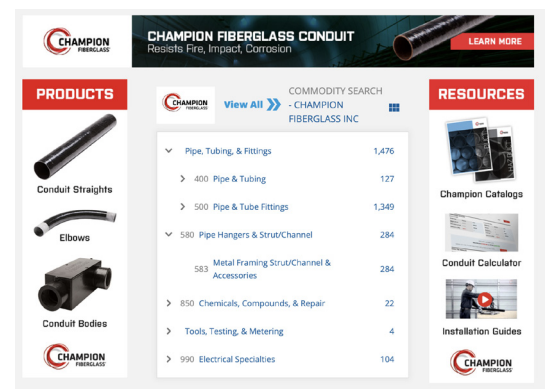 CHAMPION
FIBERGLASS
CHAMPION FIBERGLASS CONDUIT
Resists Fire, Impact, Corrosion
LEARN MORE
PRODUCTS
Conduit Straights
Elbows
Conduit Bodies
CHAMPION
FIBERGLASS
CHAMPION
FIBERGLASS
View All
COMMODITY SEARCH
- CHAMPION
FIBERGLASS INC
Pipe, Tubing, & Fittings 1,476
400 Pipe & Tubing 127
500 Pipe & Tube Fittings 1,349
580 Pipe Hangers & Strut/Channel 284
583 Metal Framing Strut/Channel &
Accessories 284
850 Chemicals, Compounds, & Repair 22
Tools, Testing, & Metering 4
990 Electrical Specialties 104
RESOURCES
Champion Catalogs
Conduit Calculator
Installation Guides
CHAMPION
FIBERGLASS